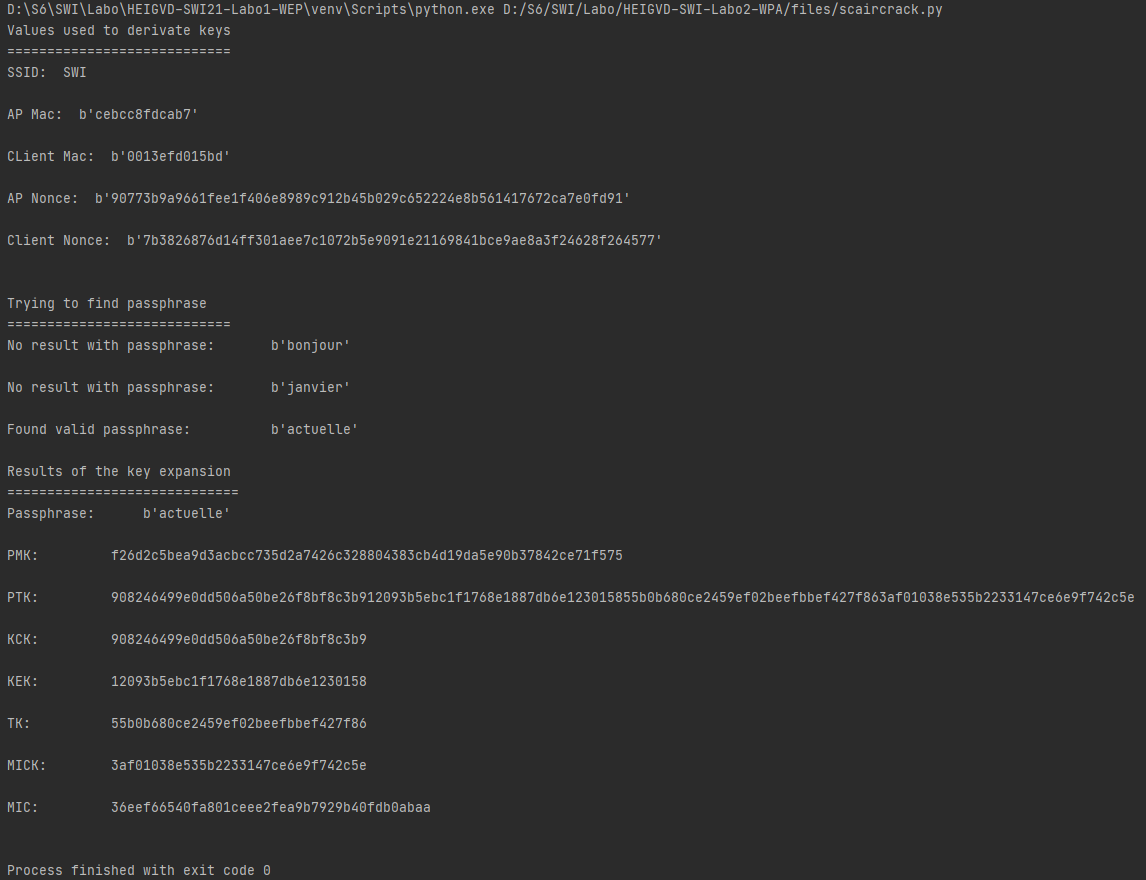 D:\S6\SWI\Labo\HEIGVD-SWI21-Labo1-WEP\venv\Scripts\python.exe D:/S6/SWI/Labo/HEIGVD-SWI-Labo2-WPA/files/scaircrack.py
Values used to derivate keys
============================
SSID:  SWI
AP Mac:  b'cebcc8fdcab7'
CLient Mac:  b'0013efd015bd'
AP Nonce:  b'90773b9a9661fee1f406e8989c912b45b029c652224e8b561417672ca7e0fd91'
Client Nonce:  b'7b3826876d14ff301aee7c1072b5e9091e21169841bce9ae8a3f24628f264577'
Trying to find passphrase
============================
No result with passphrase:       b'bonjour'
No result with passphrase:       b'janvier'
Found valid passphrase:          b'actuelle'
Results of the key expansion
=============================
Passphrase:      b'actuelle'
PMK:         f26d2c5bea9d3acbcc735d2a7426c328804383cb4d19da5e90b37842ce71f575
PTK:         908246499e0dd506a50be26f8bf8c3b912093b5ebc1f1768e1887db6e123015855b0b680ce2459ef02beefbbef427f863af01038e535b2233147ce6e9f742c5e
KCK:         908246499e0dd506a50be26f8bf8c3b9
KEK:         12093b5ebc1f1768e1887db6e1230158
TK:          55b0b680ce2459ef02beefbbef427f86
MICK:        3af01038e535b2233147ce6e9f742c5e
MIC:         36eef66540fa801ceee2fea9b7929b40fdb0abaa
Process finished with exit code 0